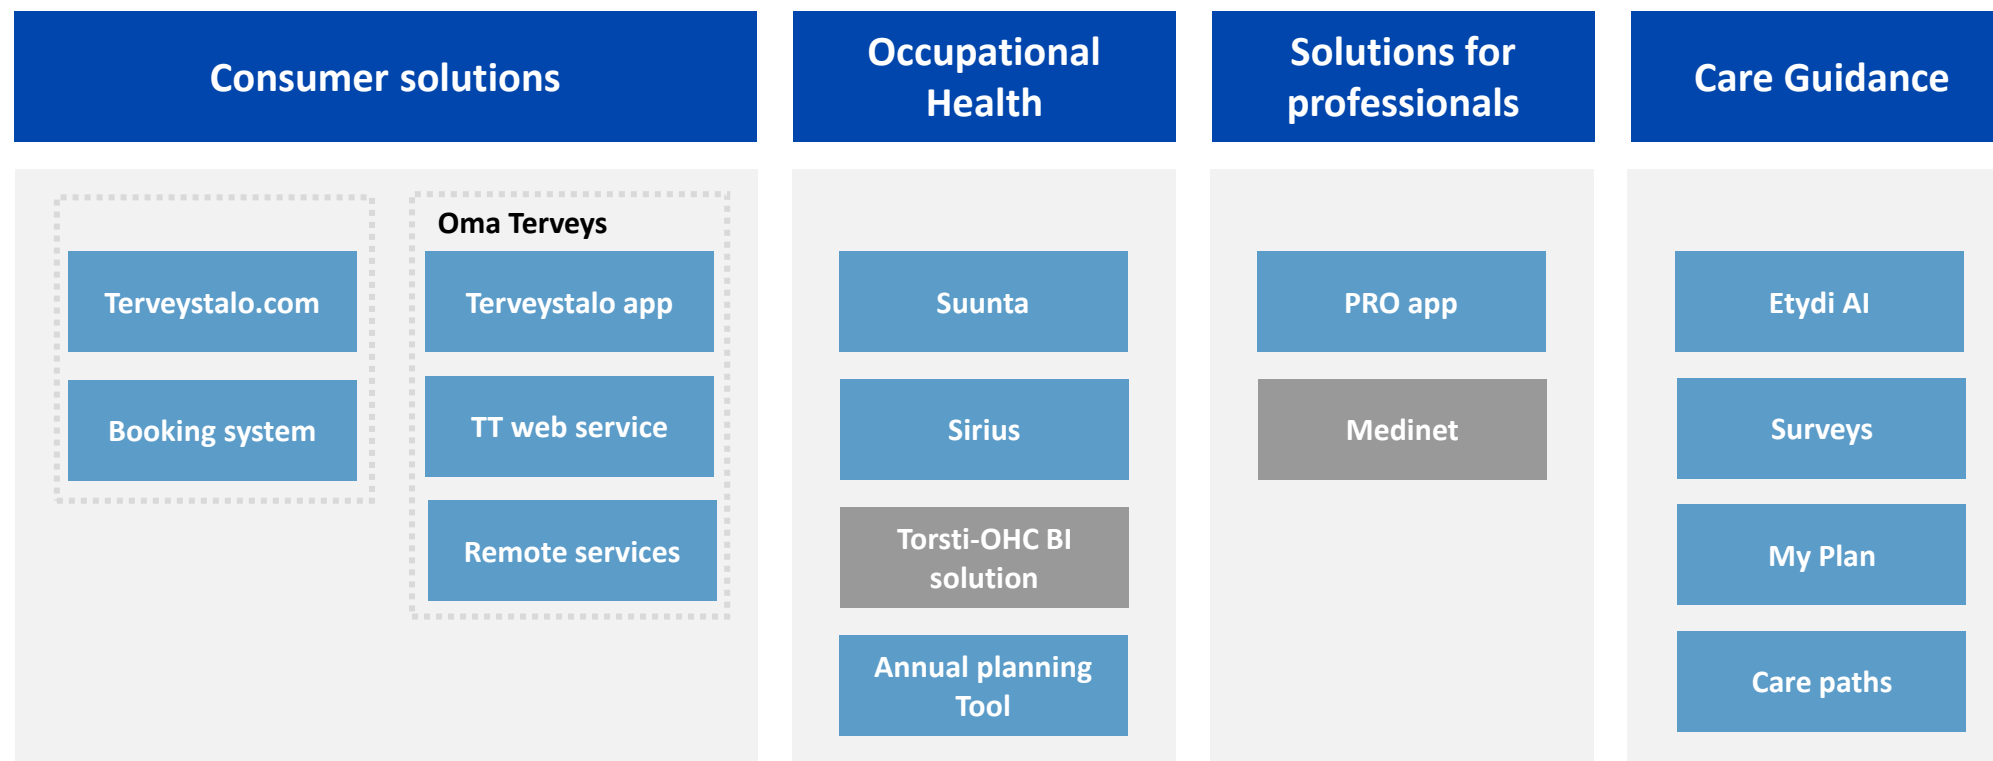 Consumer solutions
Occupational
Health
Solutions for
professionals
Care Guidance
Oma Terveys
Terveystalo.com
Booking system
Terveystalo app
TT web service
Remote services
Suunta
Sirius
Torsti-OHC BI
solution
Annual planning
Tool
PRO app
Medinet
Etydi AI
Surveys
My Plan
Care paths